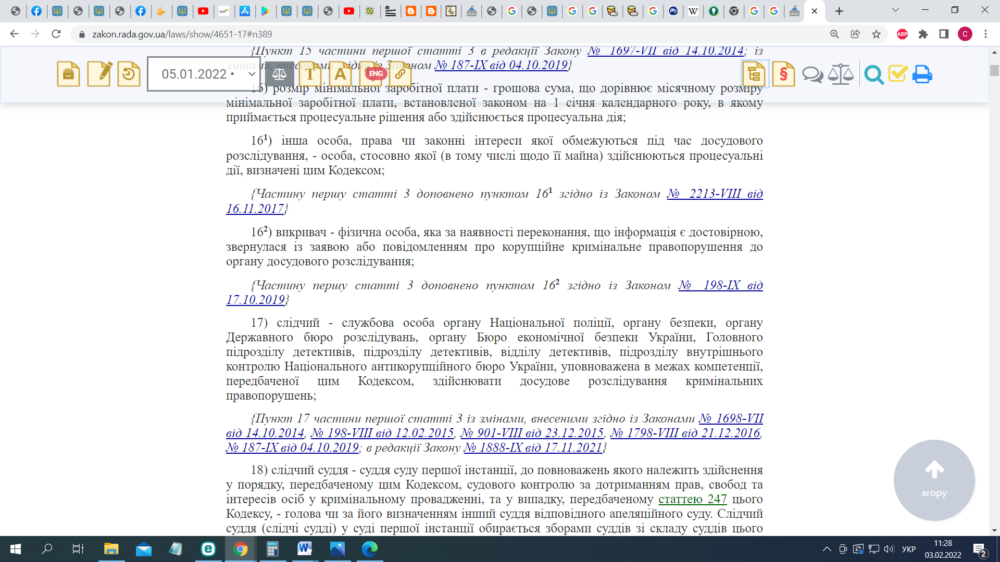 zakon.rada.gov.ua/laws/show/4651-17#n389
{Пункт 15 частини першої статті 3 в редакції Закону № 1697-VII від 14.10.2014; із
змінами, внесеними згідно із Законом № 187-IX від 04.10.2019}
05.01.2022 •
T
A
ENG
§
16) розмір мінімальної заробітної плати - грошова сума, що дорівнює місячному розміру
мінімальної заробітної плати, встановленої законом на 1 січня календарного року, в якому
приймається процесуальне рішення або здійснюється процесуальна дія;
16¹) інша особа, права чи законні інтереси якої обмежуються під час досудового
розслідування, - особа, стосовно якої (в тому числі щодо її майна) здійснюються процесуальні
дії, визначені цим Кодексом;
{Частину першу статті 3 доповнено пунктом 16¹ згідно із Законом № 2213-VIII від
16.11.2017}
16²) викривач - фізична особа, яка за наявності переконання, що інформація є достовірною,
звернулася із заявою або повідомленням про корупційне кримінальне правопорушення до
органу досудового розслідування;
{Частину першу статті 3 доповнено пунктом 16² згідно із Законом № 198-IX від
17.10.2019}
17) слідчий - службова особа органу Національної поліції, органу безпеки, органу
Державного бюро розслідувань, органу Бюро економічної безпеки України, Головного
підрозділу детективів, підрозділу детективів, відділу детективів, підрозділу внутрішнього
контролю Національного антикорупційного бюро України, уповноважена в межах компетенції,
передбаченої цим Кодексом, здійснювати досудове розслідування кримінальних
правопорушень;
{Пункт 17 частини першої статті 3 із змінами, внесеними згідно із Законами № 1698-VII
від 14.10.2014, № 198-VIII від 12.02.2015, № 901-VIII від 23.12.2015, № 1798-VIII від 21.12.2016,
№ 187-IX від 04.10.2019; в редакції Закону № 1888-IX від 17.11.2021}
18) слідчий суддя - суддя суду першої інстанції, до повноважень якого належить здійснення
у порядку, передбаченому цим Кодексом, судового контролю за дотриманням прав, свобод та
інтересів осіб у кримінальному провадженні, та у випадку, передбаченому статтею 247 цього
Кодексу, - голова чи за його визначенням інший суддя відповідного апеляційного суду. Слідчий
суддя (слідчі судді) у суді першої інстанції обирається зборами суддів зі складу суддів цього
вгору
ABP
C
УКР
11:28
03.02.2022
2